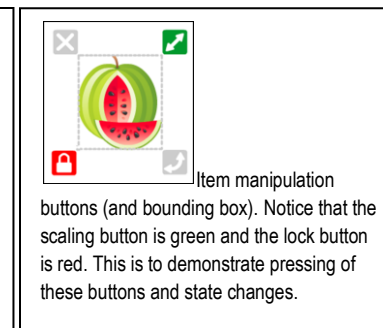 Item manipulation
buttons (and bounding box). Notice that the
scaling button is green and the lock button
is red. This is to demonstrate pressing of
these buttons and state changes.